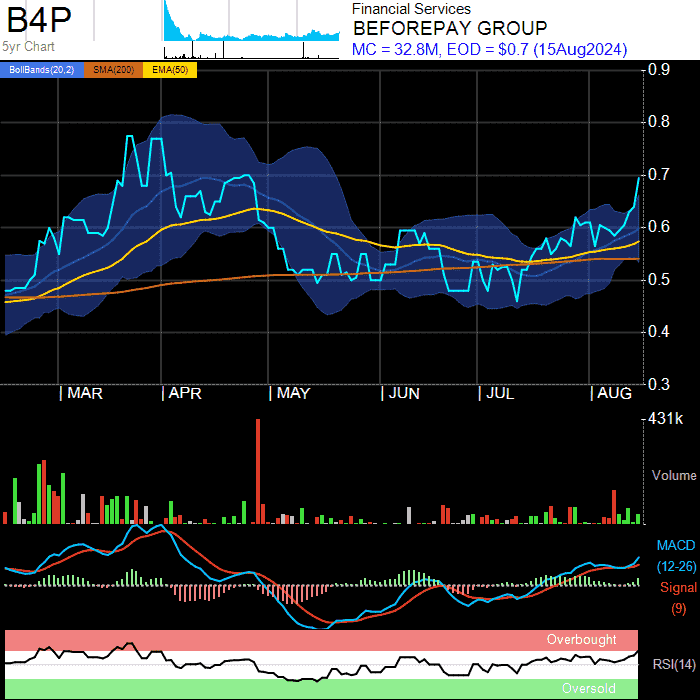 B4P
5yr Chart
Financial Services
BEFOREPAY GROUP
MC = 32.8M, EOD = $0.7 (15Aug2024)
BollBands(20,2) SMA(200) EMA(50)
0.9
0.8
0.7
0.6
0.5
0.4
0.3
MAR APR MAY JUN JUL AUG
431k
Volume
MACD
(12-26)
Signal
(9)
Overbought
RSI(14)
Oversold